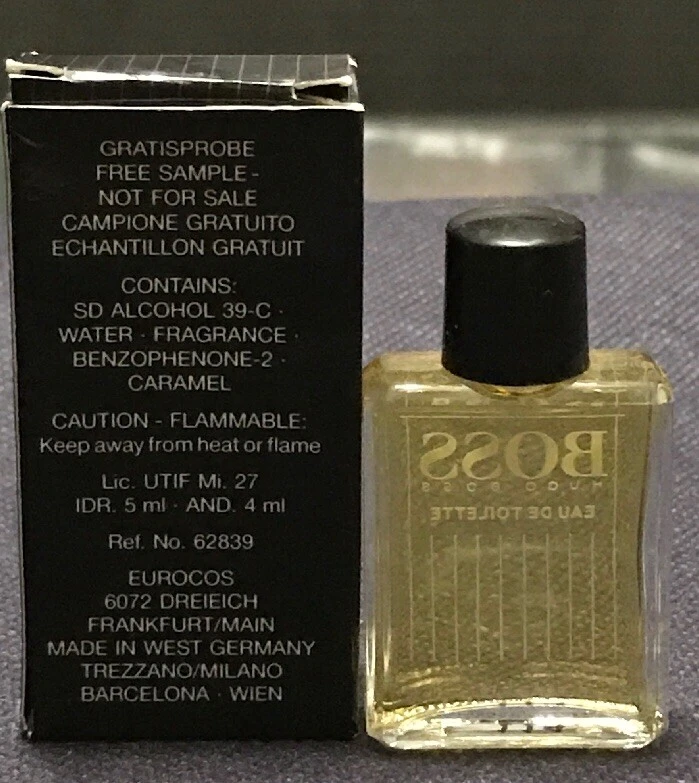 GRATISPROBE
FREE SAMPLE -
NOT FOR SALE
CAMPIONE GRATUITO
ECHANTILLON GRATUIT
CONTAINS:
SD ALCOHOL 39-C ·
WATER · FRAGRANCE ·
BENZOPHENONE-2 ·
CARAMEL
CAUTION - FLAMMABLE:
Keep away from heat or flame
Lic. UTIF Mi. 27
IDR. 5 ml · AND. 4 ml
Ref. No. 62839
EUROCOS
6072 DREIEICH
FRANKFURT/MAIN
MADE IN WEST GERMANY
TREZZANO/MILANO
BARCELONA · WIEN
BOSS
HUGO BOSS
EAU DE TOILETTE